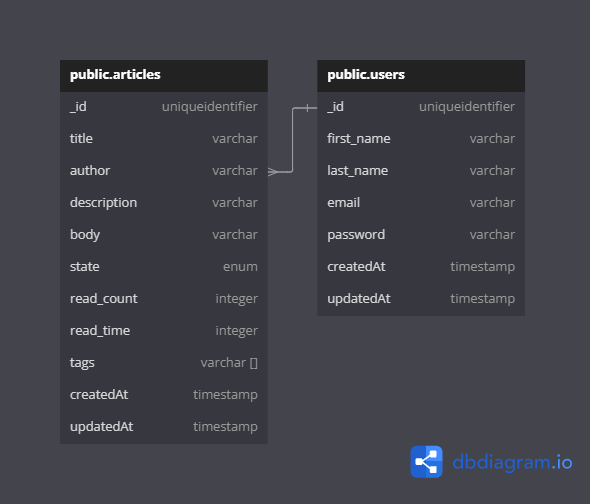 public.articles
_id uniqueidentifier
title varchar
author varchar
description varchar
body varchar
state enum
read_count integer
read_time integer
tags varchar []
createdAt timestamp
updatedAt timestamp
public.users
_id uniqueidentifier
first_name varchar
last_name varchar
email varchar
password varchar
createdAt timestamp
updatedAt timestamp
dbdiagram.io